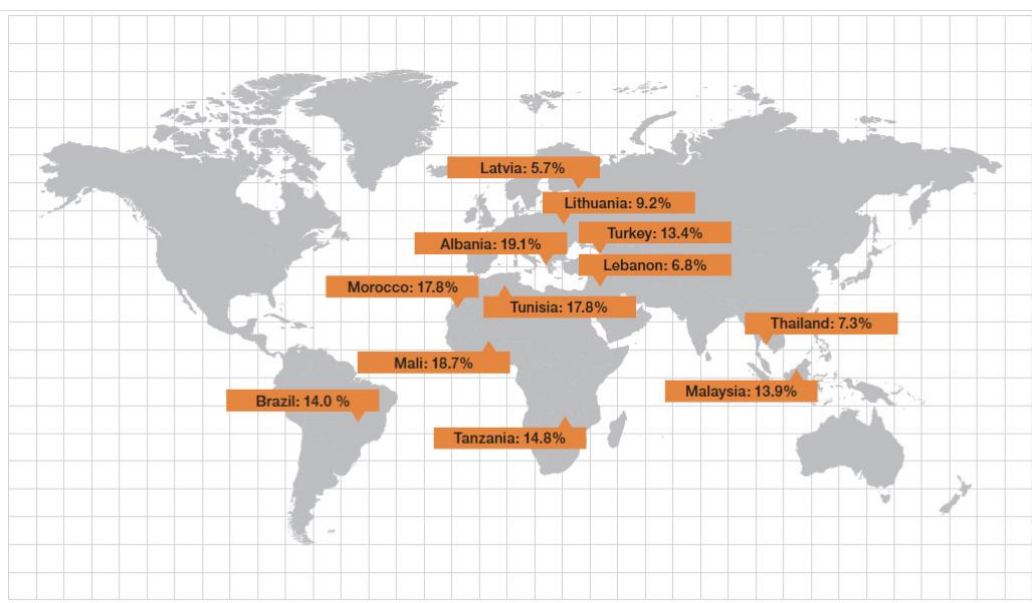 Latvia: 5.7%
Lithuania: 9.2%
Turkey: 13.4%
Albania: 19.1%
Lebanon: 6.8%
Morocco: 17.8%
Tunisia: 17.8%
Thailand: 7.3%
Mali: 18.7%
Malaysia: 13.9%
Brazil: 14.0 %
Tanzania: 14.8%